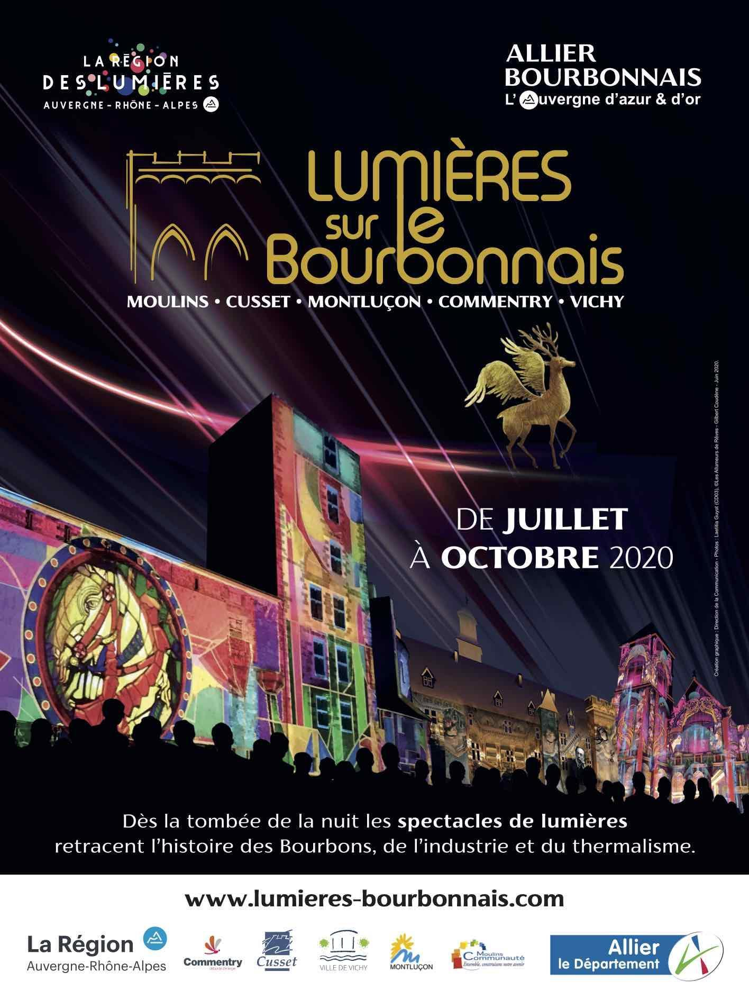 LA RÉGION
DES LUMIÈRES
AUVERGNE-RHÔNE-ALPES
ALLIER
BOURBONNAIS
L'Auvergne d'azur & d'or
LUMIÈRES
sur le
Bourbonnais
MOULINS • CUSSET • MONTLUÇON • COMMENTRY • VICHY
DE JUILLET
À OCTOBRE 2020
Création graphique : Direction de la Communication - Photos : Laetitia Guyot (CD03), ©Les Allumeurs de Rêves - Gilbert Coudène - Juin 2020.
Dès la tombée de la nuit les spectacles de lumières
retracent l'histoire des Bourbons, de l'industrie et du thermalisme.
www.lumieres-bourbonnais.com
La Région
Auvergne-Rhône-Alpes
Commentry
déborde d'énergie
Cusset
VILLE DE VICHY
MONTLUÇON
Moulins
Communauté
Ensemble, construisons notre avenir
Allier
le Département